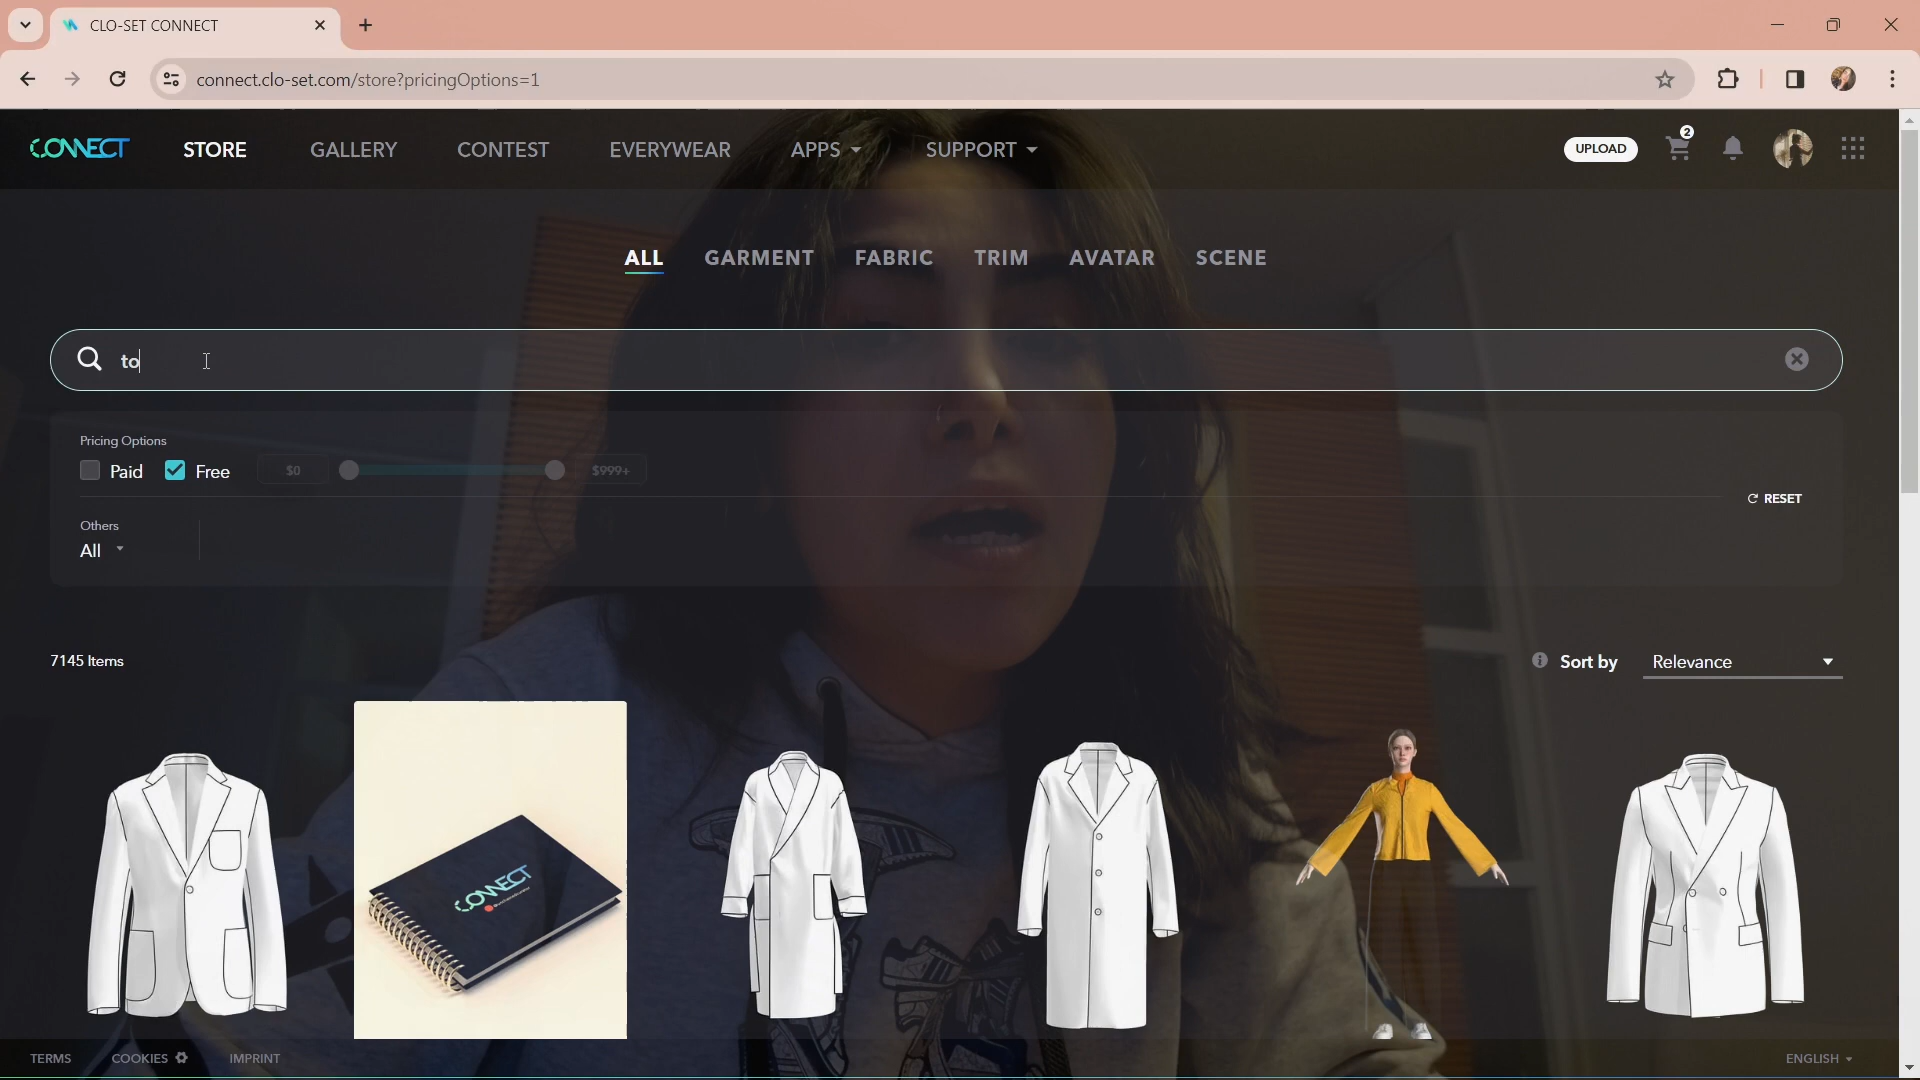 CLO-SET CONNECT
connect.clo-set.com/store?pricingOptions=1
CONNECT
STORE
GALLERY
CONTEST
EVERYWEAR
APPS
SUPPORT
UPLOAD
2
ALL
GARMENT
FABRIC
TRIM
AVATAR
SCENE
to
Pricing Options
Paid
Free
$0
$999+
RESET
Others
All
7145 Items
Sort by
Relevance
CONNECT
TERMS
COOKIES
IMPRINT
ENGLISH